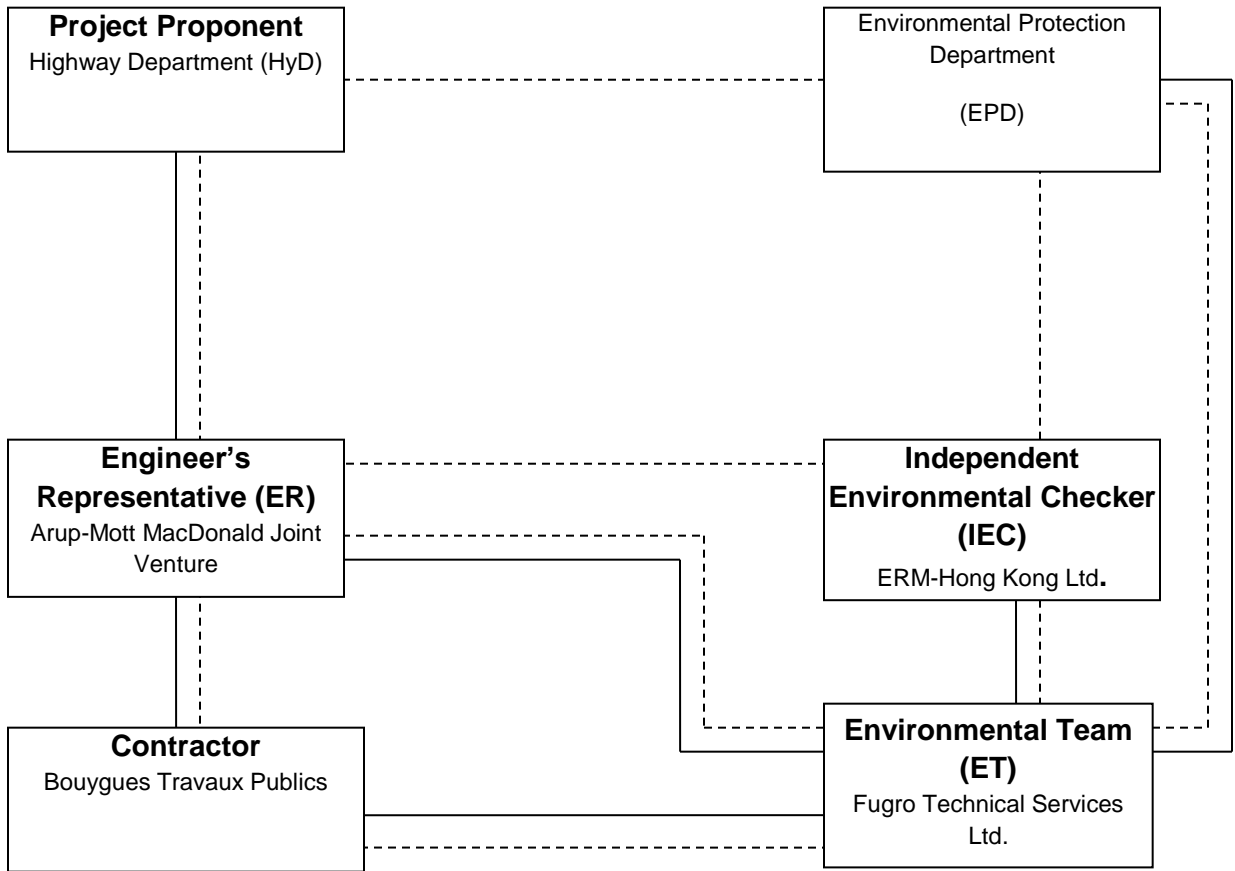 Project Proponent
Highway Department (HyD)
Environmental Protection
Department
(EPD)
Engineer's
Representative (ER)
Arup-Mott MacDonald Joint
Venture
Independent
Environmental Checker
(IEC)
ERM-Hong Kong Ltd.
Contractor
Bouygues Travaux Publics
Environmental Team
(ET)
Fugro Technical Services
Ltd.